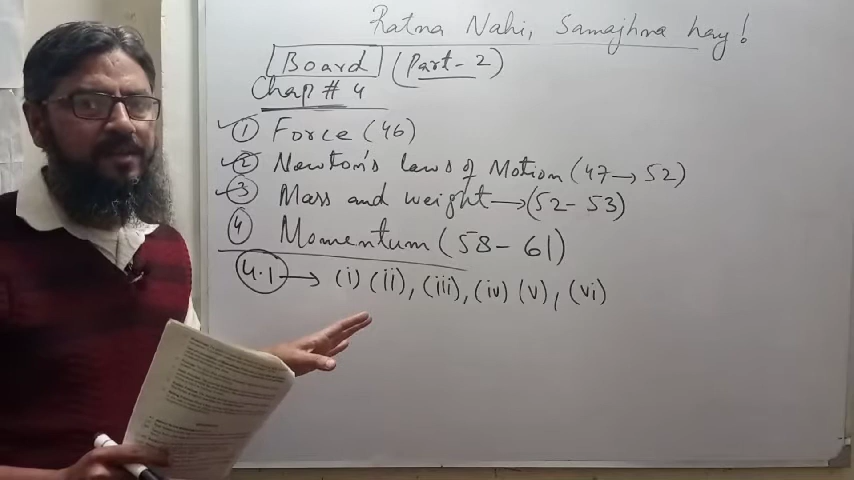 Ratna Nahi, Samajhna hay!
Board (Part-2)
Chap # 4
✓ 1 Force (46)
✓ 2 Newton's laws of Motion (47 → 52)
✓ 3 Mass and weight → (52-53)
4 Momentum (58-61)
4.1 → (i) (ii), (iii), (iv) (v), (vi)